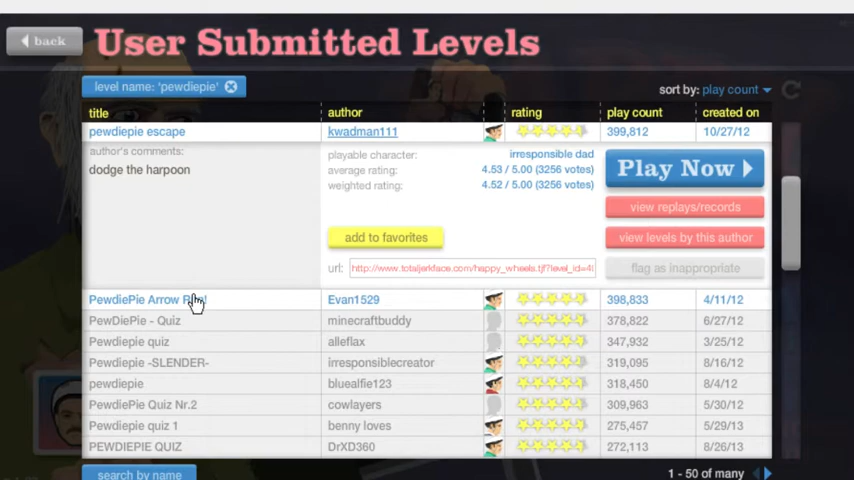 back
User Submitted Levels
level name: 'pewdiepie'
sort by: play count
title author rating play count created on
pewdiepie escape kwadman111 399,812 10/27/12
author's comments:
dodge the harpoon
playable character: irresponsible dad
average rating: 4.53 / 5.00 (3256 votes)
weighted rating: 4.52 / 5.00 (3256 votes)
Play Now
view replays/records
add to favorites
view levels by this author
url: http://www.totaljerkface.com/happy_wheels.tjf?level_id=4
flag as inappropriate
PewdiePie Arrow Evan1529 398,833 4/11/12
PewDiePie - Quiz minecraftbuddy 378,822 6/27/12
Pewdiepie quiz alleflax 347,932 3/25/12
Pewdiepie -SLENDER- irresponsiblecreator 319,095 8/16/12
pewdiepie bluealfie123 318,450 8/4/12
PewdiePie Quiz Nr.2 cowlayers 309,963 5/30/12
Pewdiepie quiz 1 benny loves 275,457 5/29/13
PEWDIEPIE QUIZ DrXD360 272,113 8/26/13
search by name
1 - 50 of many